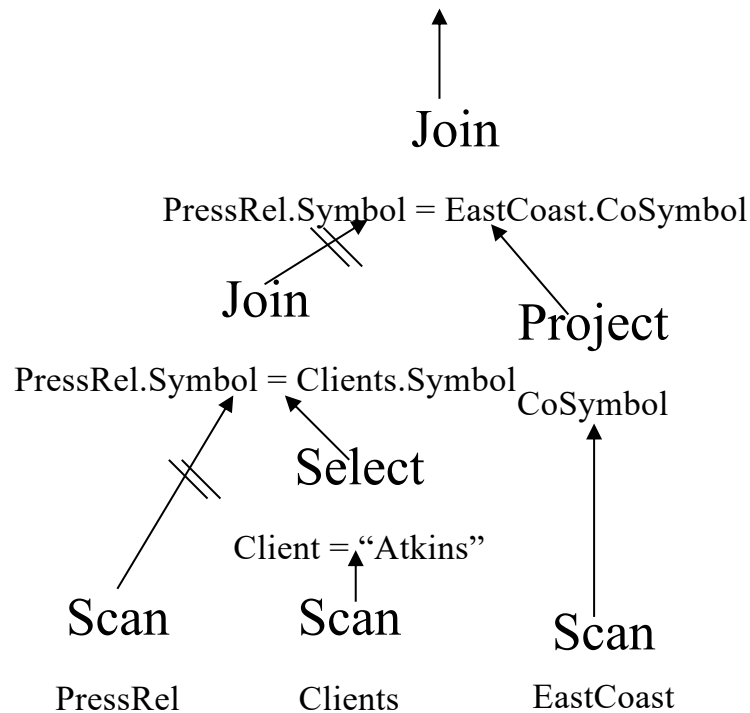 Join
PressRel.Symbol = EastCoast.CoSymbol
Join
Project
PressRel.Symbol = Clients.Symbol
CoSymbol
Select
Client = “Atkins”
Scan
Scan
Scan
PressRel
Clients
EastCoast